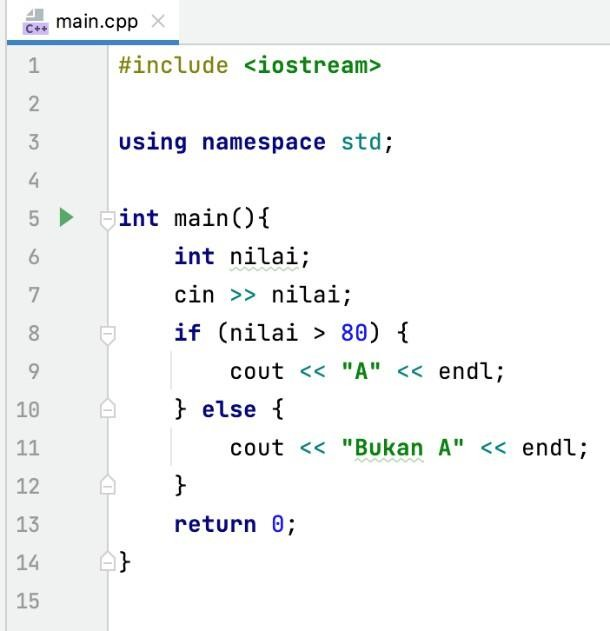 C++ main.cpp ×
1 #include <iostream>
2
3 using namespace std;
4
5 int main(){
6     int nilai;
7     cin >> nilai;
8     if (nilai > 80) {
9         cout << "A" << endl;
10     } else {
11         cout << "Bukan A" << endl;
12     }
13     return 0;
14 }
15